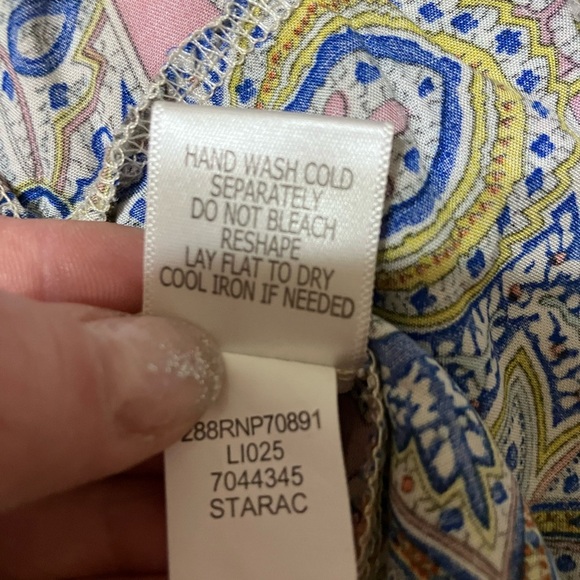 HAND WASH COLD
SEPARATELY
DO NOT BLEACH
RESHAPE
LAY FLAT TO DRY
COOL IRON IF NEEDED
288RNP70891
LI025
7044345
STARAC